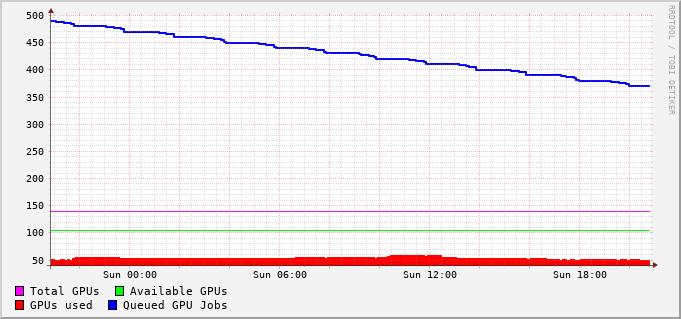 500
450
400
350
300
250
200
150
100
50
Sun 00:00 Sun 06:00 Sun 12:00 Sun 18:00
Total GPUs Available GPUs
GPUs used Queued GPU Jobs
RRDTOOL / TOBI OETIKER